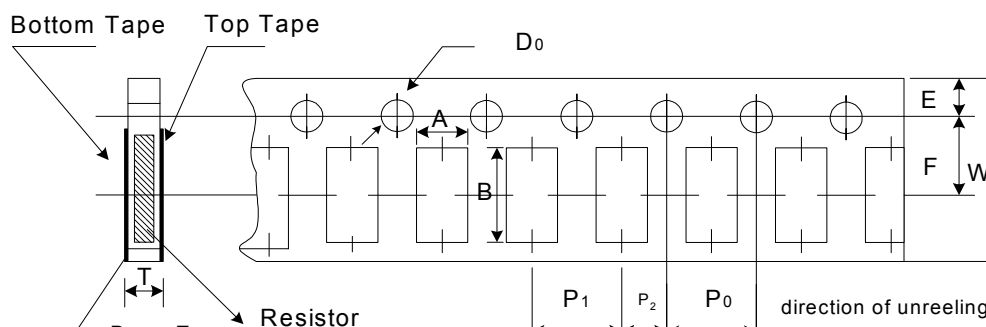 Bottom Tape
Top Tape
D0
E
A
F
W
B
T
P1
P2
P0
direction of unreeling
Resistor